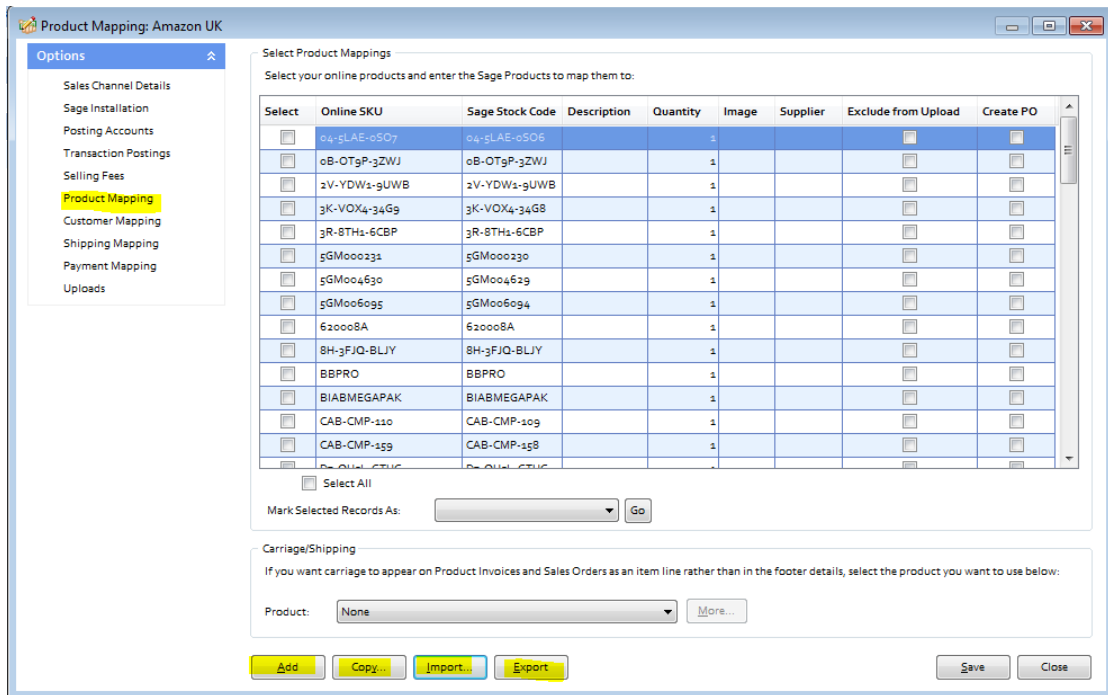 Product Mapping: Amazon UK
Options
Sales Channel Details
Sage Installation
Posting Accounts
Transaction Postings
Selling Fees
Product Mapping
Customer Mapping
Shipping Mapping
Payment Mapping
Uploads
Select Product Mappings
Select your online products and enter the Sage Products to map them to:
Select Online SKU Sage Stock Code Description Quantity Image Supplier Exclude from Upload Create PO
04-5LAE-0SO7 04-5LAE-0SO6 1
0B-OT9P-3ZWJ 0B-OT9P-3ZWJ 1
2V-YDW1-9UWB 2V-YDW1-9UWB 1
3K-VOX4-34G9 3K-VOX4-34G8 1
3R-8TH1-6CBP 3R-8TH1-6CBP 1
5GM000231 5GM000230 1
5GM004630 5GM004629 1
5GM006095 5GM006094 1
620008A 620008A 1
8H-3FJQ-BLJY 8H-3FJQ-BLJY 1
BBPRO BBPRO 1
BIABMEGAPAK BIABMEGAPAK 1
CAB-CMP-110 CAB-CMP-109 1
CAB-CMP-159 CAB-CMP-158 1
Select All
Mark Selected Records As: Go
Carriage/Shipping
If you want carriage to appear on Product Invoices and Sales Orders as an item line rather than in the footer details, select the product you want to use below:
Product: None More...
Add Copy... Import... Export Save Close